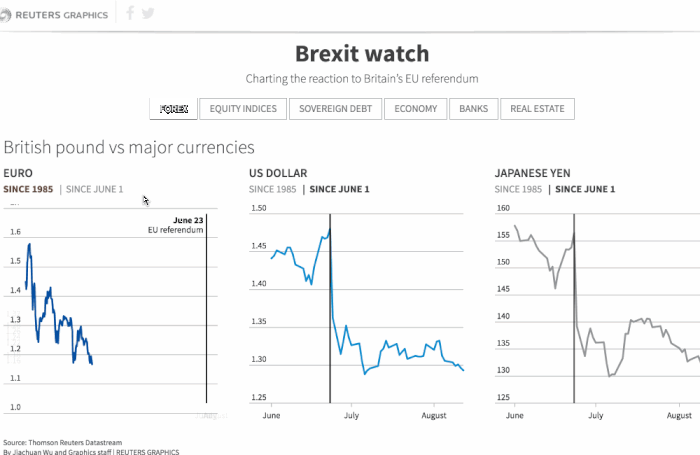 REUTERS GRAPHICS
Brexit watch
Charting the reaction to Britain's EU referendum
FOREX
EQUITY INDICES
SOVEREIGN DEBT
ECONOMY
BANKS
REAL ESTATE
British pound vs major currencies
EURO
SINCE 1985 | SINCE JUNE 1
June 23
EU referendum
1.6
1.5
1.4
1.3
1.2
1.1
1.0
US DOLLAR
SINCE 1985 | SINCE JUNE 1
1.50
1.45
1.40
1.35
1.30
1.25
June July August
JAPANESE YEN
SINCE 1985 | SINCE JUNE 1
160
155
150
145
140
135
130
125
June July August
Source: Thomson Reuters Datastream
By Jiachuan Wu and Graphics staff | REUTERS GRAPHICS